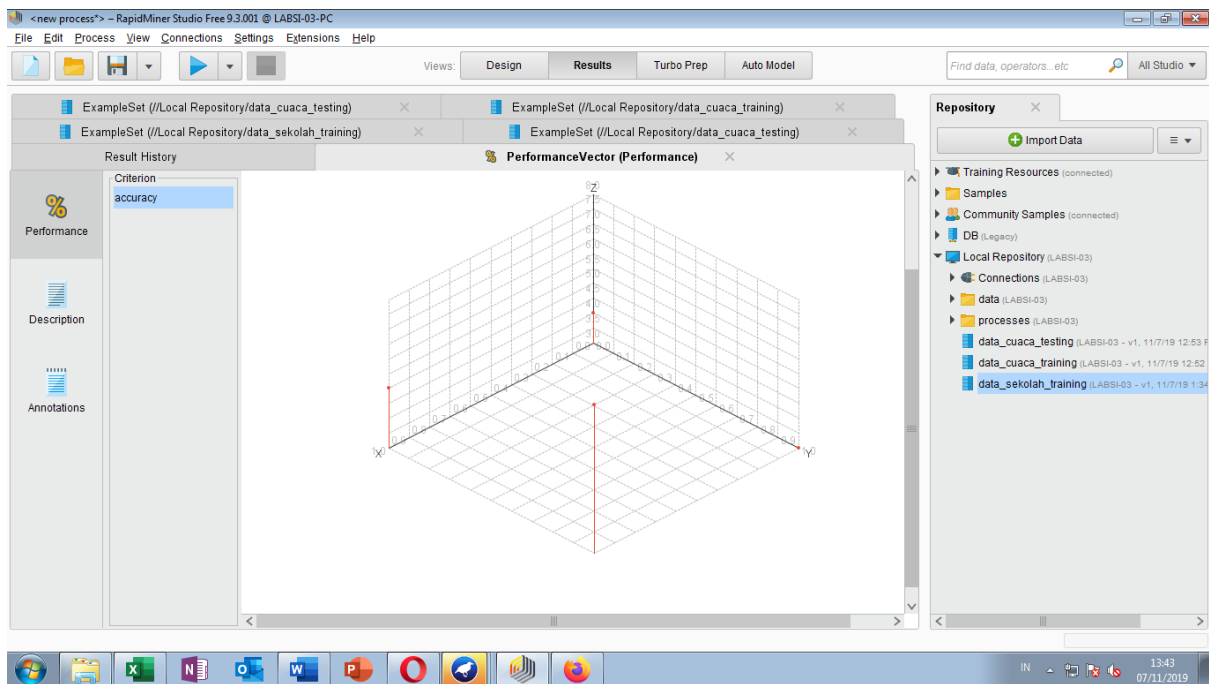 <new process*> – RapidMiner Studio Free 9.3.001 @ LABSI-03-PC
File Edit Process View Connections Settings Extensions Help
Views: Design Results Turbo Prep Auto Model
Find data, operators...etc
All Studio
ExampleSet (//Local Repository/data_cuaca_testing)
ExampleSet (//Local Repository/data_cuaca_training)
ExampleSet (//Local Repository/data_sekolah_training)
ExampleSet (//Local Repository/data_cuaca_testing)
Result History
PerformanceVector (Performance)
%
Performance
Description
Annotations
Criterion
accuracy
Z
X
Y
Repository
Import Data
Training Resources (connected)
Samples
Community Samples (connected)
DB (Legacy)
Local Repository (LABSI-03)
Connections (LABSI-03)
data (LABSI-03)
processes (LABSI-03)
data_cuaca_testing (LABSI-03 - v1, 11/7/19 12:53
data_cuaca_training (LABSI-03 - v1, 11/7/19 12:52
data_sekolah_training (LABSI-03 - v1, 11/7/19 1:34
IN
13:43
07/11/2019